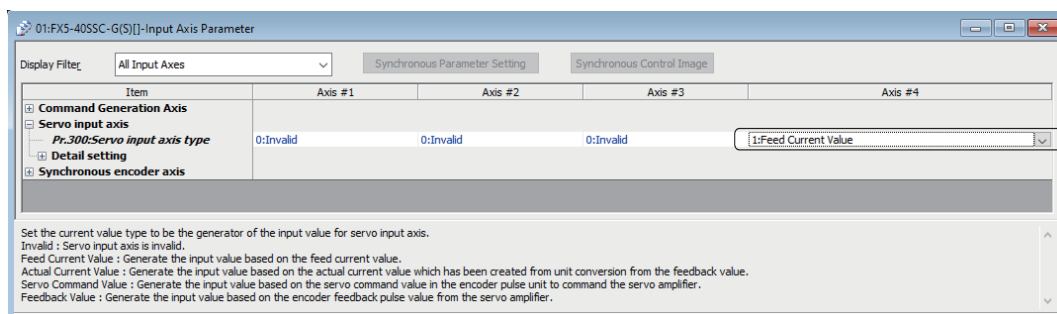 01:FX5-40SSC-G(S)[]-Input Axis Parameter
Display Filter All Input Axes Synchronous Parameter Setting Synchronous Control Image
Item Axis #1 Axis #2 Axis #3 Axis #4
Command Generation Axis
Servo input axis
Pr.300:Servo input axis type 0:Invalid 0:Invalid 0:Invalid 1:Feed Current Value
Detail setting
Synchronous encoder axis
Set the current value type to be the generator of the input value for servo input axis.
Invalid : Servo input axis is invalid.
Feed Current Value : Generate the input value based on the feed current value.
Actual Current Value : Generate the input value based on the actual current value which has been created from unit conversion from the feedback value.
Servo Command Value : Generate the input value based on the servo command value in the encoder pulse unit to command the servo amplifier.
Feedback Value : Generate the input value based on the encoder feedback pulse value from the servo amplifier.